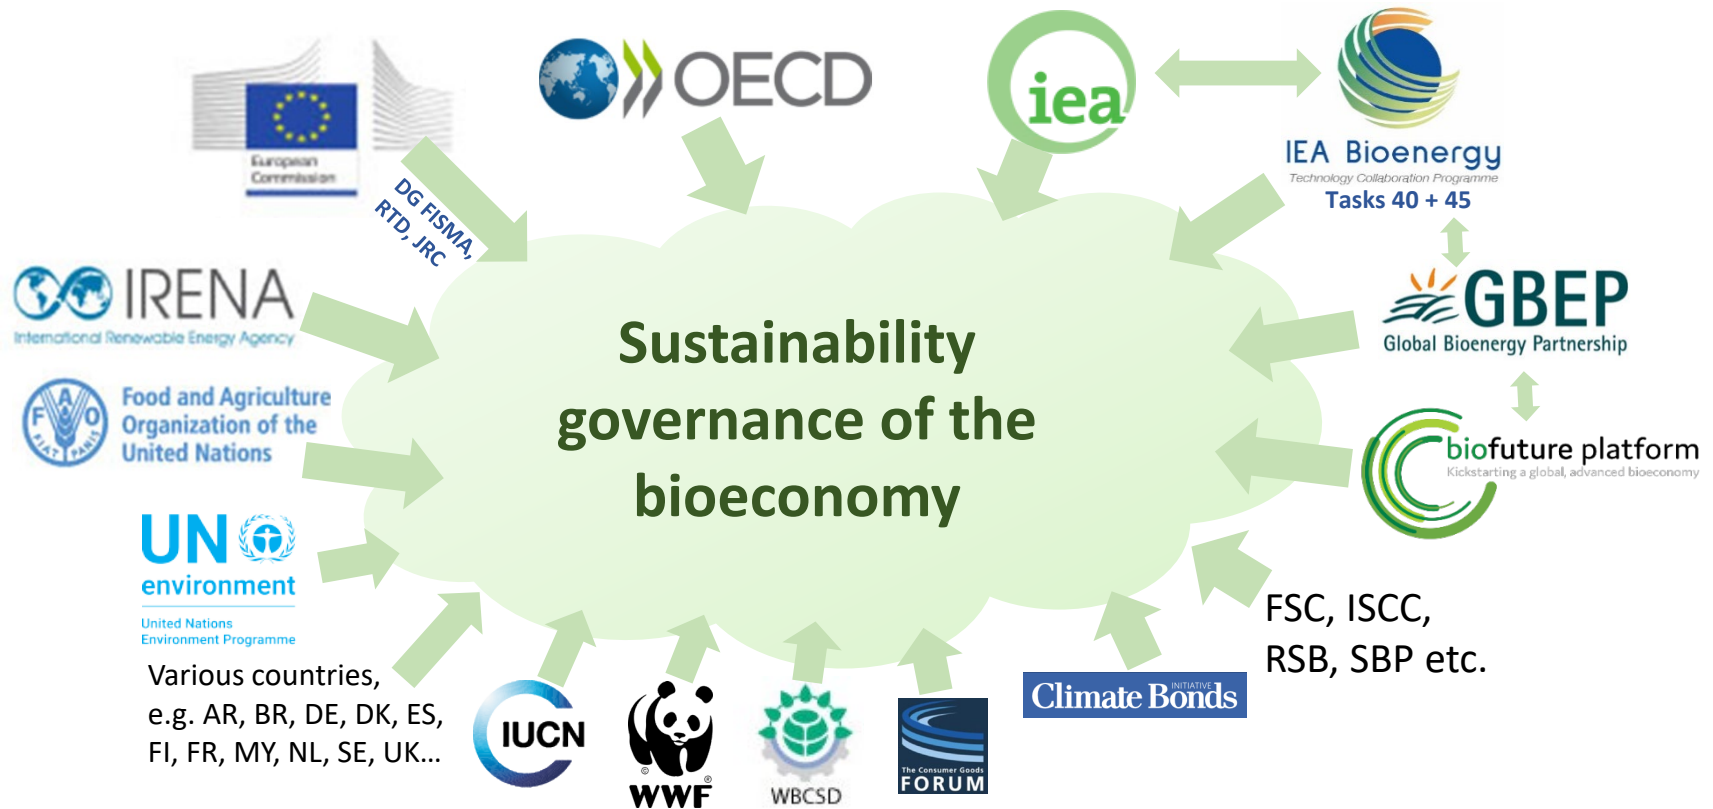 OECD
iea
European
Commission
IEA Bioenergy
Technology Collaboration Programme
Tasks 40 + 45
DG FISMA,
RTD, JRC
IRENA
International Renewable Energy Agency
GBEP
Global Bioenergy Partnership
Sustainability
governance of the
bioeconomy
FAO
FIAT PANIS
Food and Agriculture
Organization of the
United Nations
biofuture platform
Kickstarting a global, advanced bioeconomy
UN
environment
United Nations
Environment Programme
FSC, ISCC,
RSB, SBP etc.
Various countries,
e.g. AR, BR, DE, DK, ES,
FI, FR, MY, NL, SE, UK…
IUCN
©
®
WWF
WBCSD
The Consumer Goods
FORUM
Climate Bonds
INITIATIVE